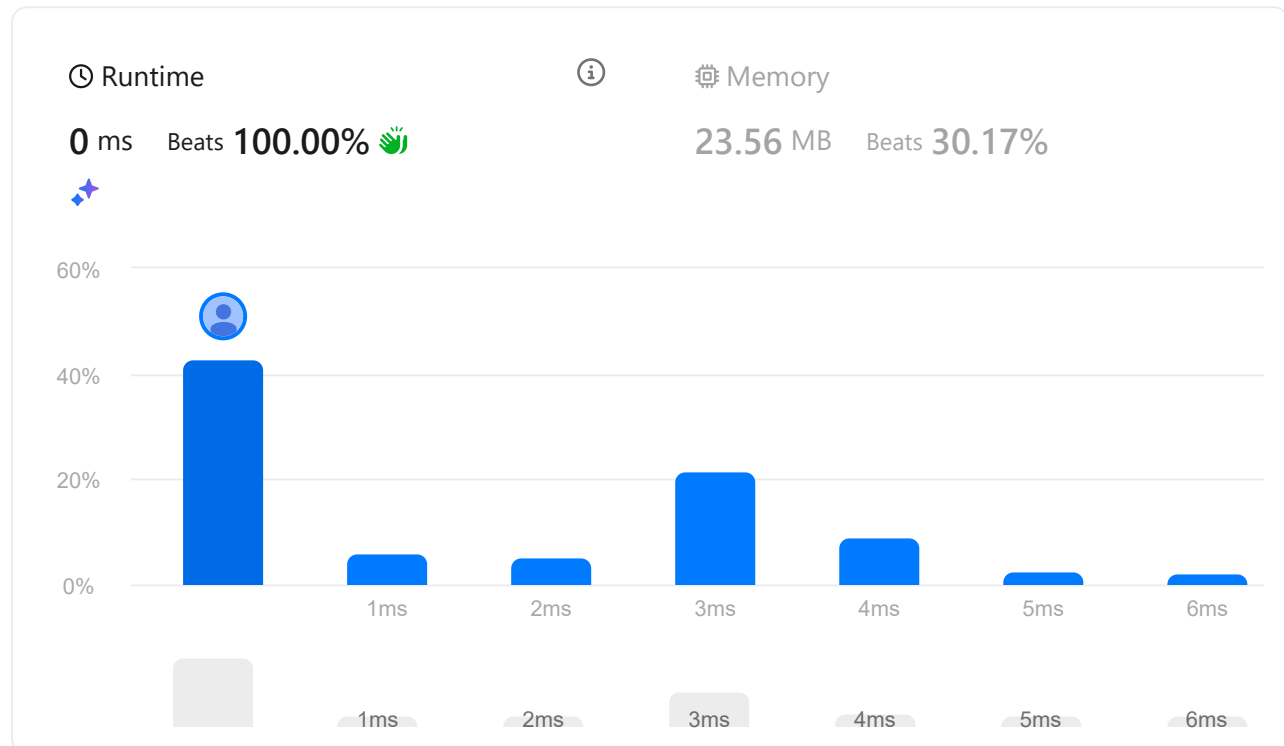 Runtime
Memory
0 ms Beats 100.00%
23.56 MB Beats 30.17%
60%
40%
20%
0%
1ms 2ms 3ms 4ms 5ms 6ms
1ms 2ms 3ms 4ms 5ms 6ms